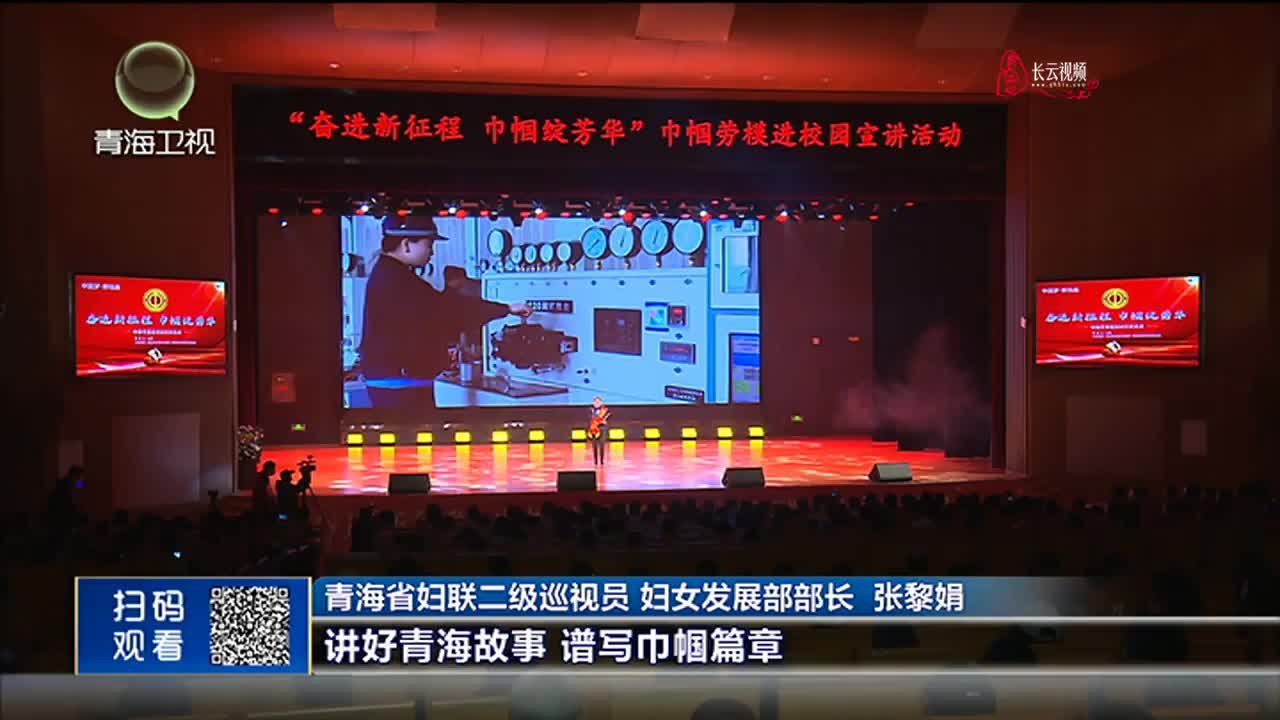 青海卫视
长云视频
“奋进新征程 巾帼绽芳华”巾帼劳模进校园宣讲活动
奋进新征程 巾帼绽芳华
奋进新征程 巾帼绽芳华
扫码
观看
青海省妇联二级巡视员 妇女发展部部长 张黎娟
讲好青海故事 谱写巾帼篇章